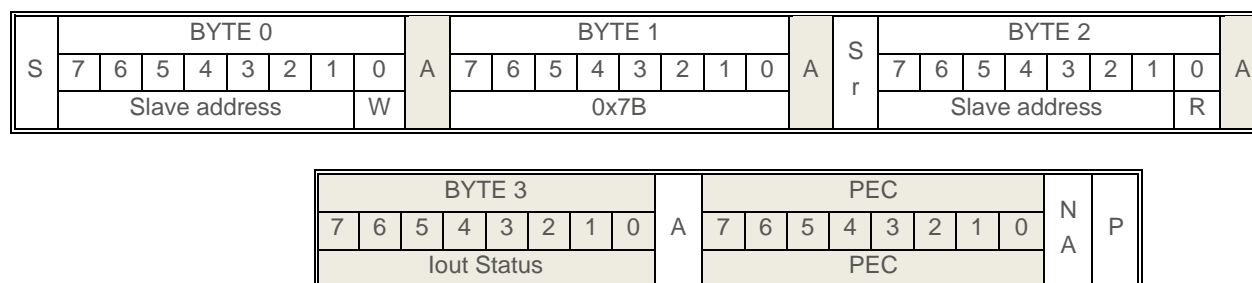 BYTE 0 BYTE 1 BYTE 2
S 7 6 5 4 3 2 1 0 A 7 6 5 4 3 2 1 0 A Sr 7 6 5 4 3 2 1 0 A
Slave address W 0x7B Slave address R
BYTE 3 PEC
7 6 5 4 3 2 1 0 A 7 6 5 4 3 2 1 0 NA P
Iout Status PEC